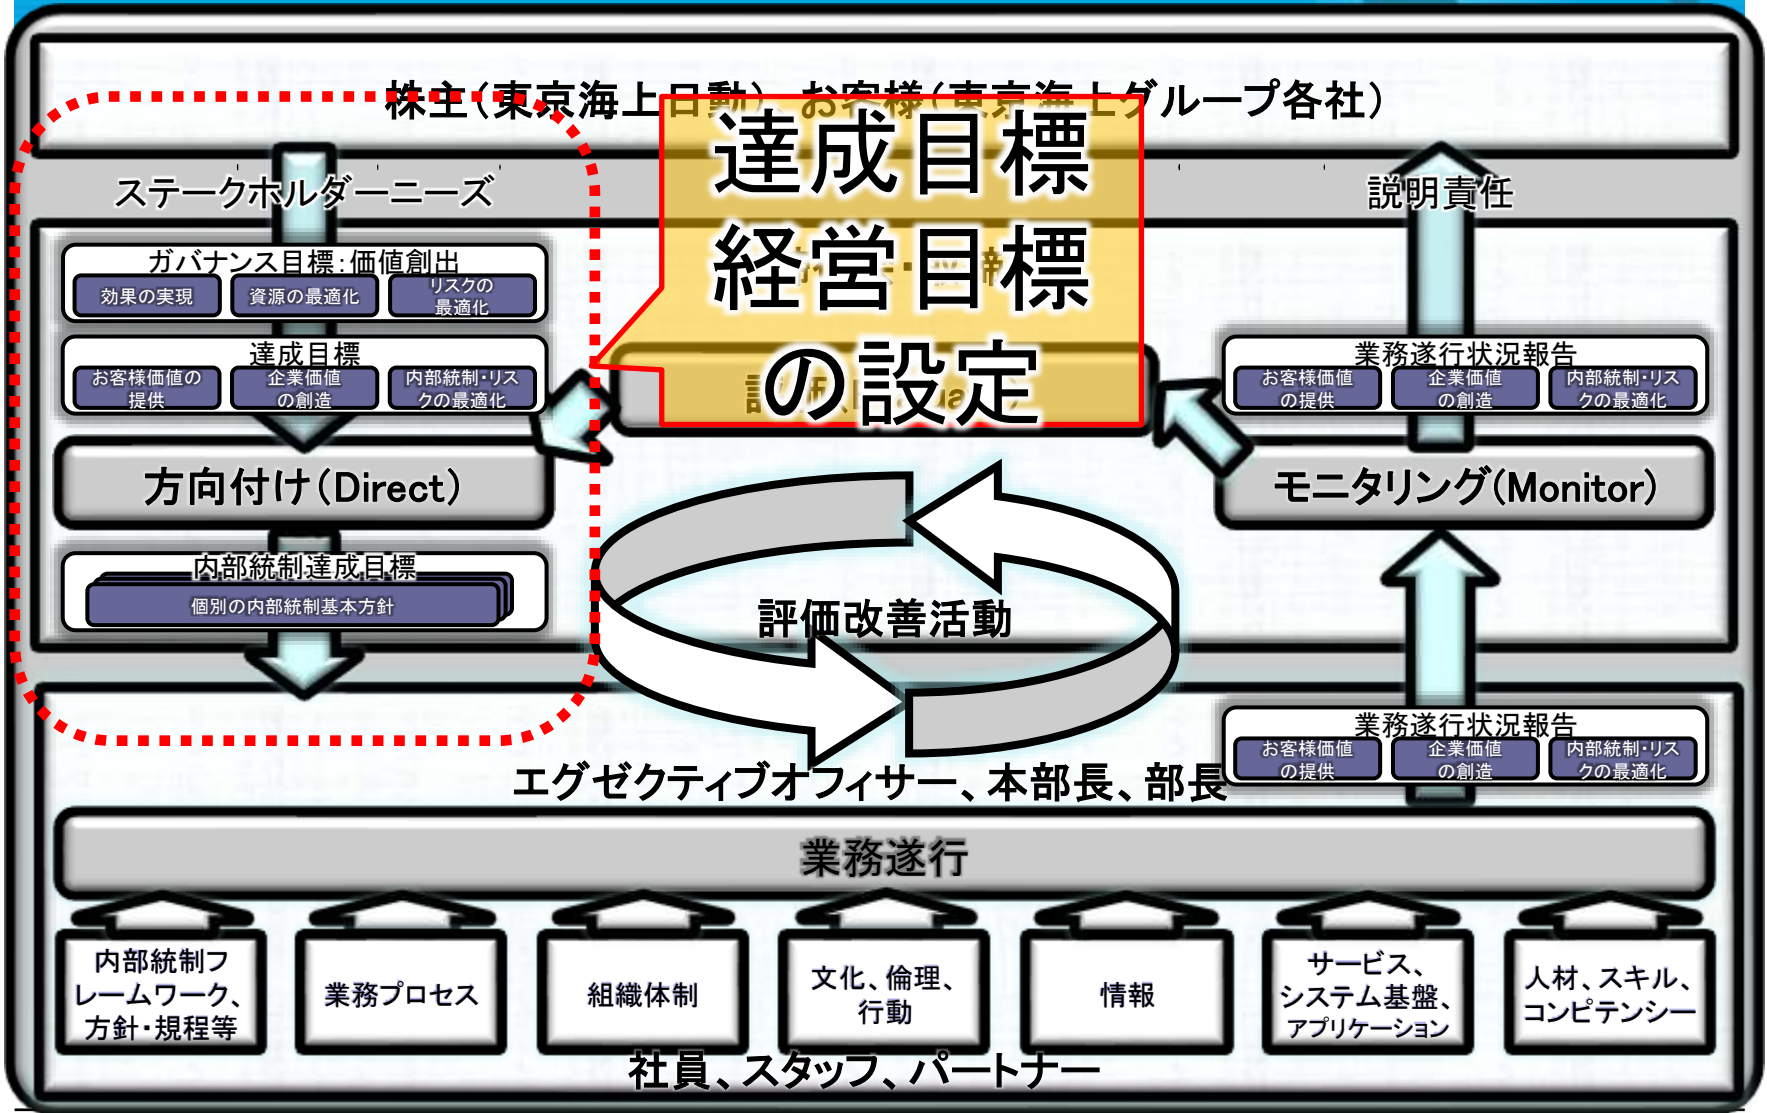 株主（東京海上日動）、お客様（東京海上グループ各社）
達成目標
経営目標
の設定
ステークホルダーニーズ
説明責任
ガバナンス目標：価値創出
効果の実現
資源の最適化
リスクの
最適化
達成目標
お客様価値の
提供
企業価値
の創造
内部統制・リス
クの最適化
業務遂行状況報告
お客様価値
の提供
企業価値
の創造
内部統制・リス
クの最適化
方向付け（Direct）
モニタリング（Monitor）
内部統制達成目標
個別の内部統制基本方針
評価改善活動
業務遂行状況報告
お客様価値
の提供
企業価値
の創造
内部統制・リス
クの最適化
エグゼクティブオフィサー、本部長、部長
業務遂行
内部統制フ
レームワーク、
方針・規程等
業務プロセス
組織体制
文化、倫理、
行動
情報
サービス、
システム基盤、
アプリケーション
人材、スキル、
コンピテンシー
社員、スタッフ、パートナー